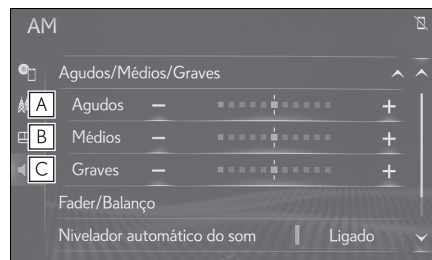 AM
Agudos/Médios/Graves
A Agudos − +
B Médios − +
C Graves − +
Fader/Balanço
Nivelador automático do som Ligado